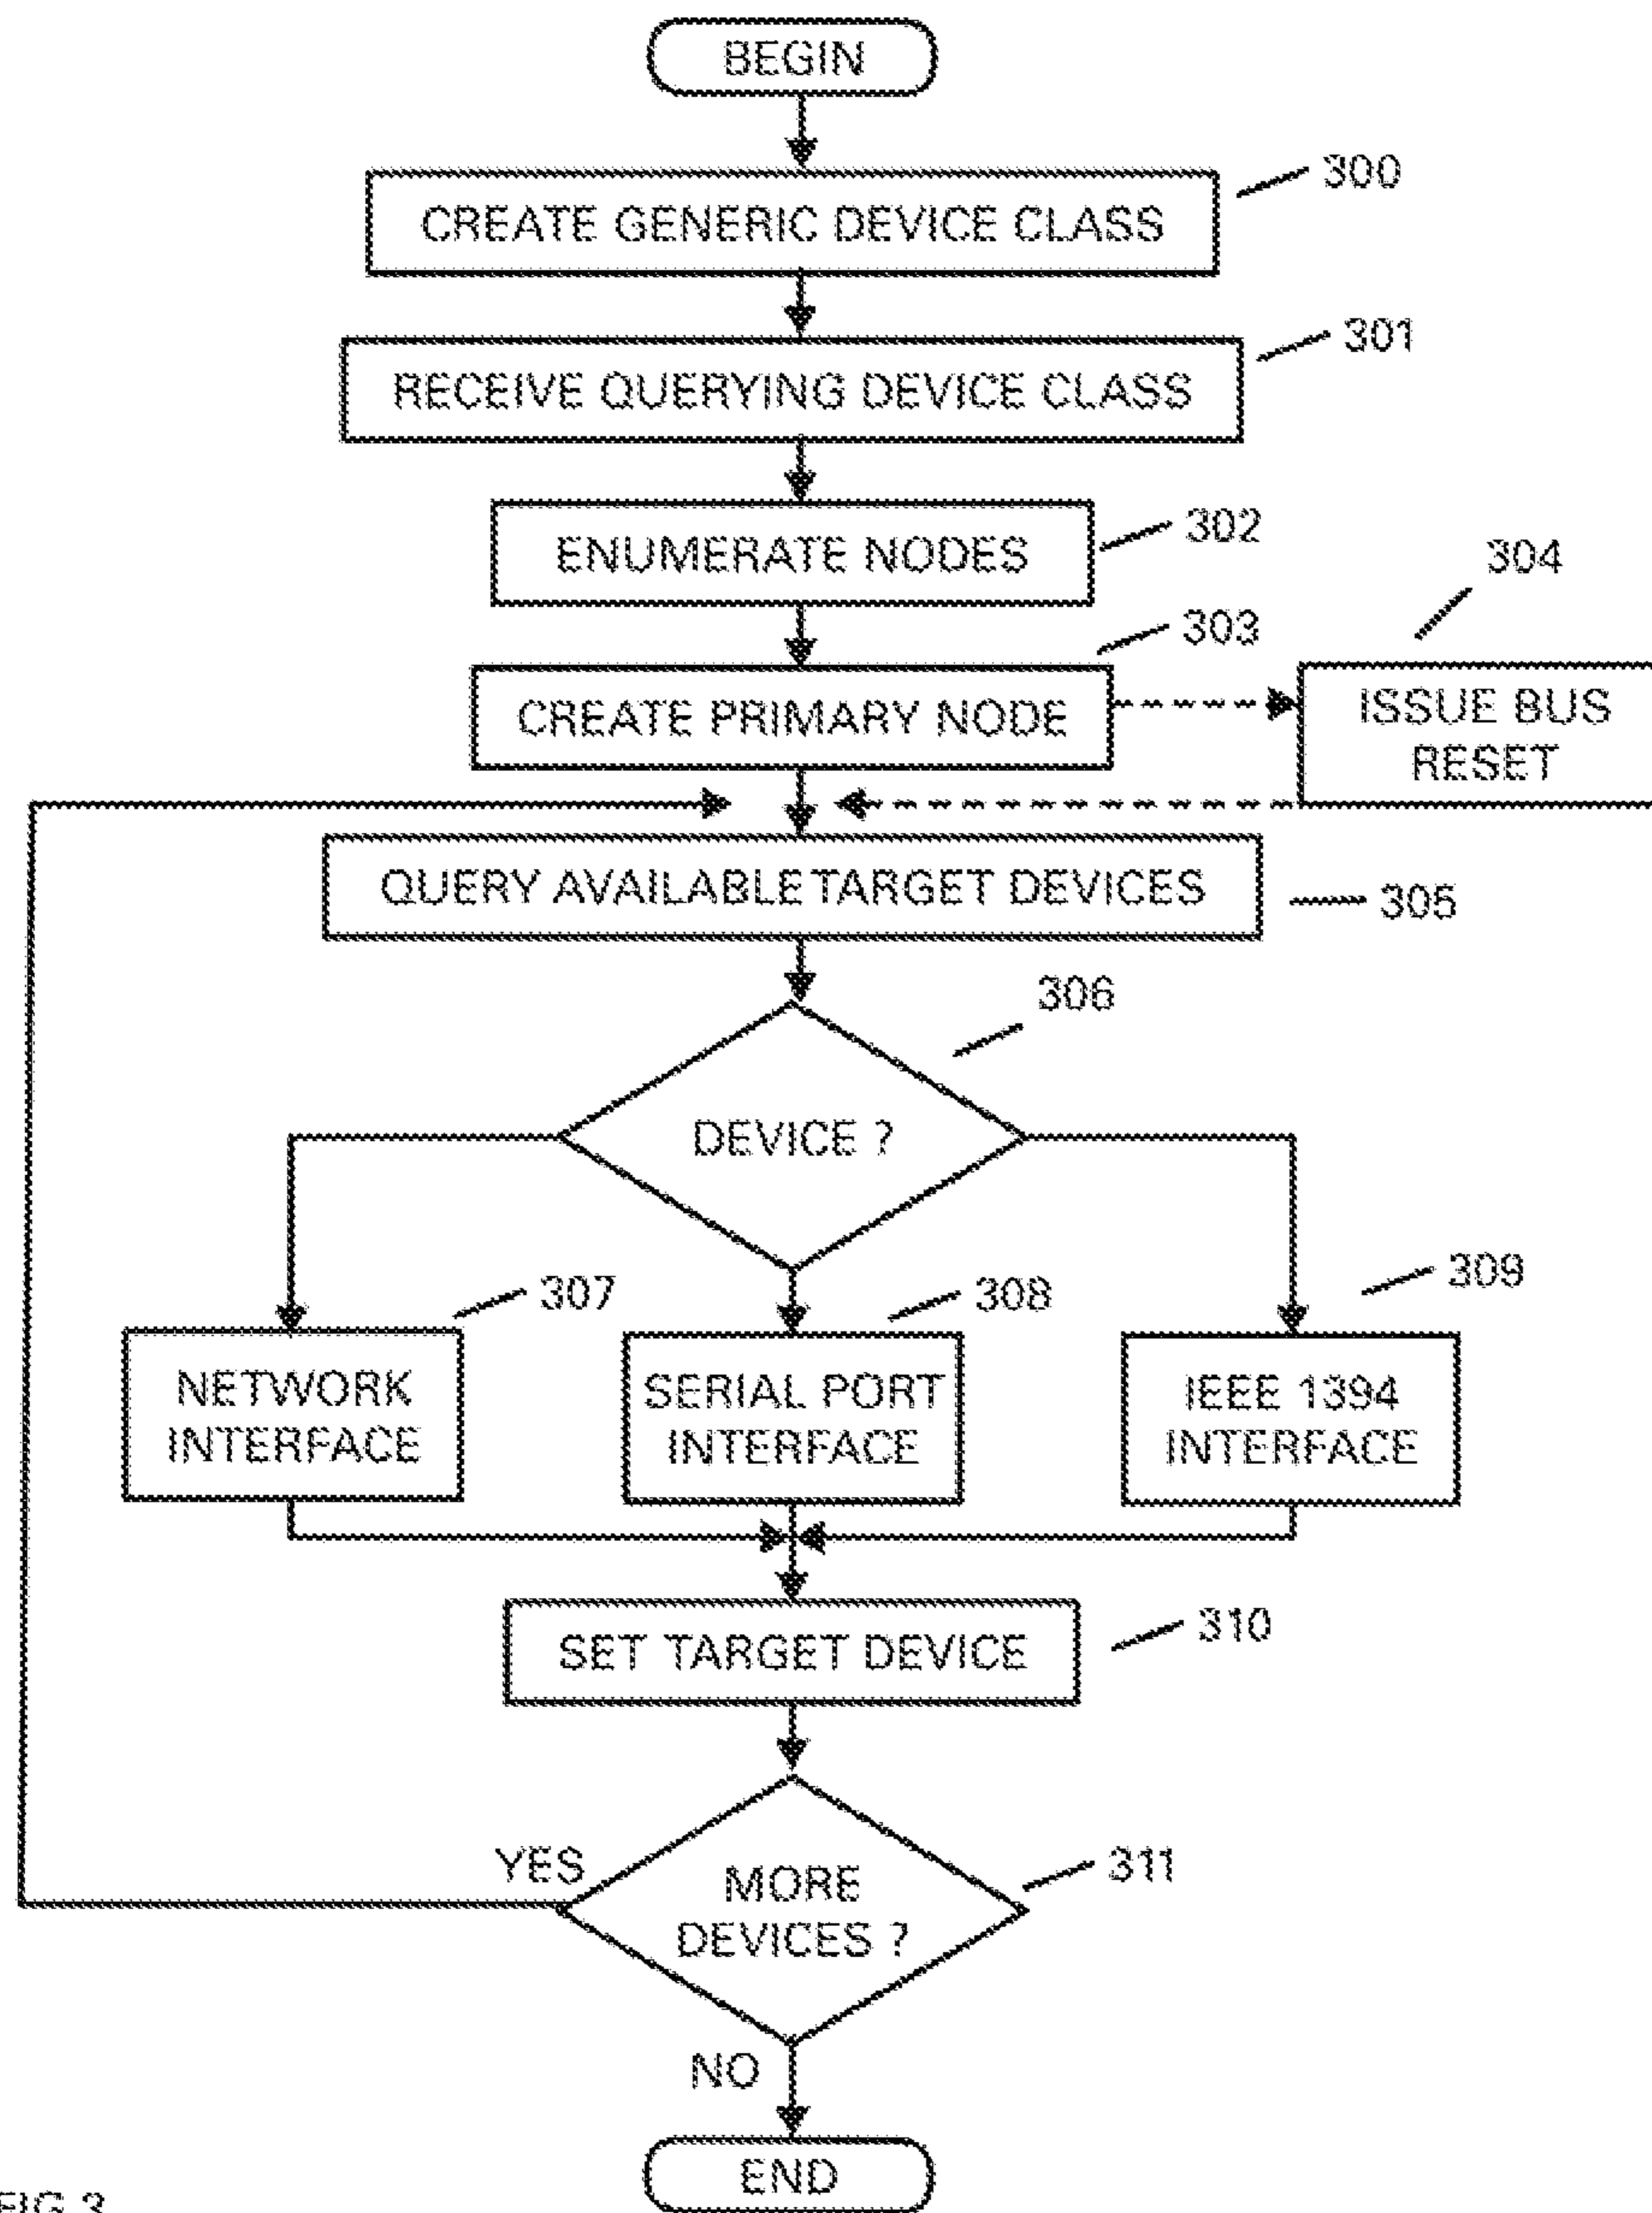 BEGIN
300
CREATE GENERIC DEVICE CLASS
301
RECEIVE QUERYING DEVICE CLASS
302
ENUMERATE NODES
304
303
CREATE PRIMARY NODE
ISSUE BUS
RESET
QUERY AVAILABLE TARGET DEVICES
305
306
DEVICE ?
307
308
309
NETWORK
INTERFACE
SERIAL PORT
INTERFACE
IEEE 1394
INTERFACE
SET TARGET DEVICE
310
YES
MORE
DEVICES ?
311
NO
END
FIG 3